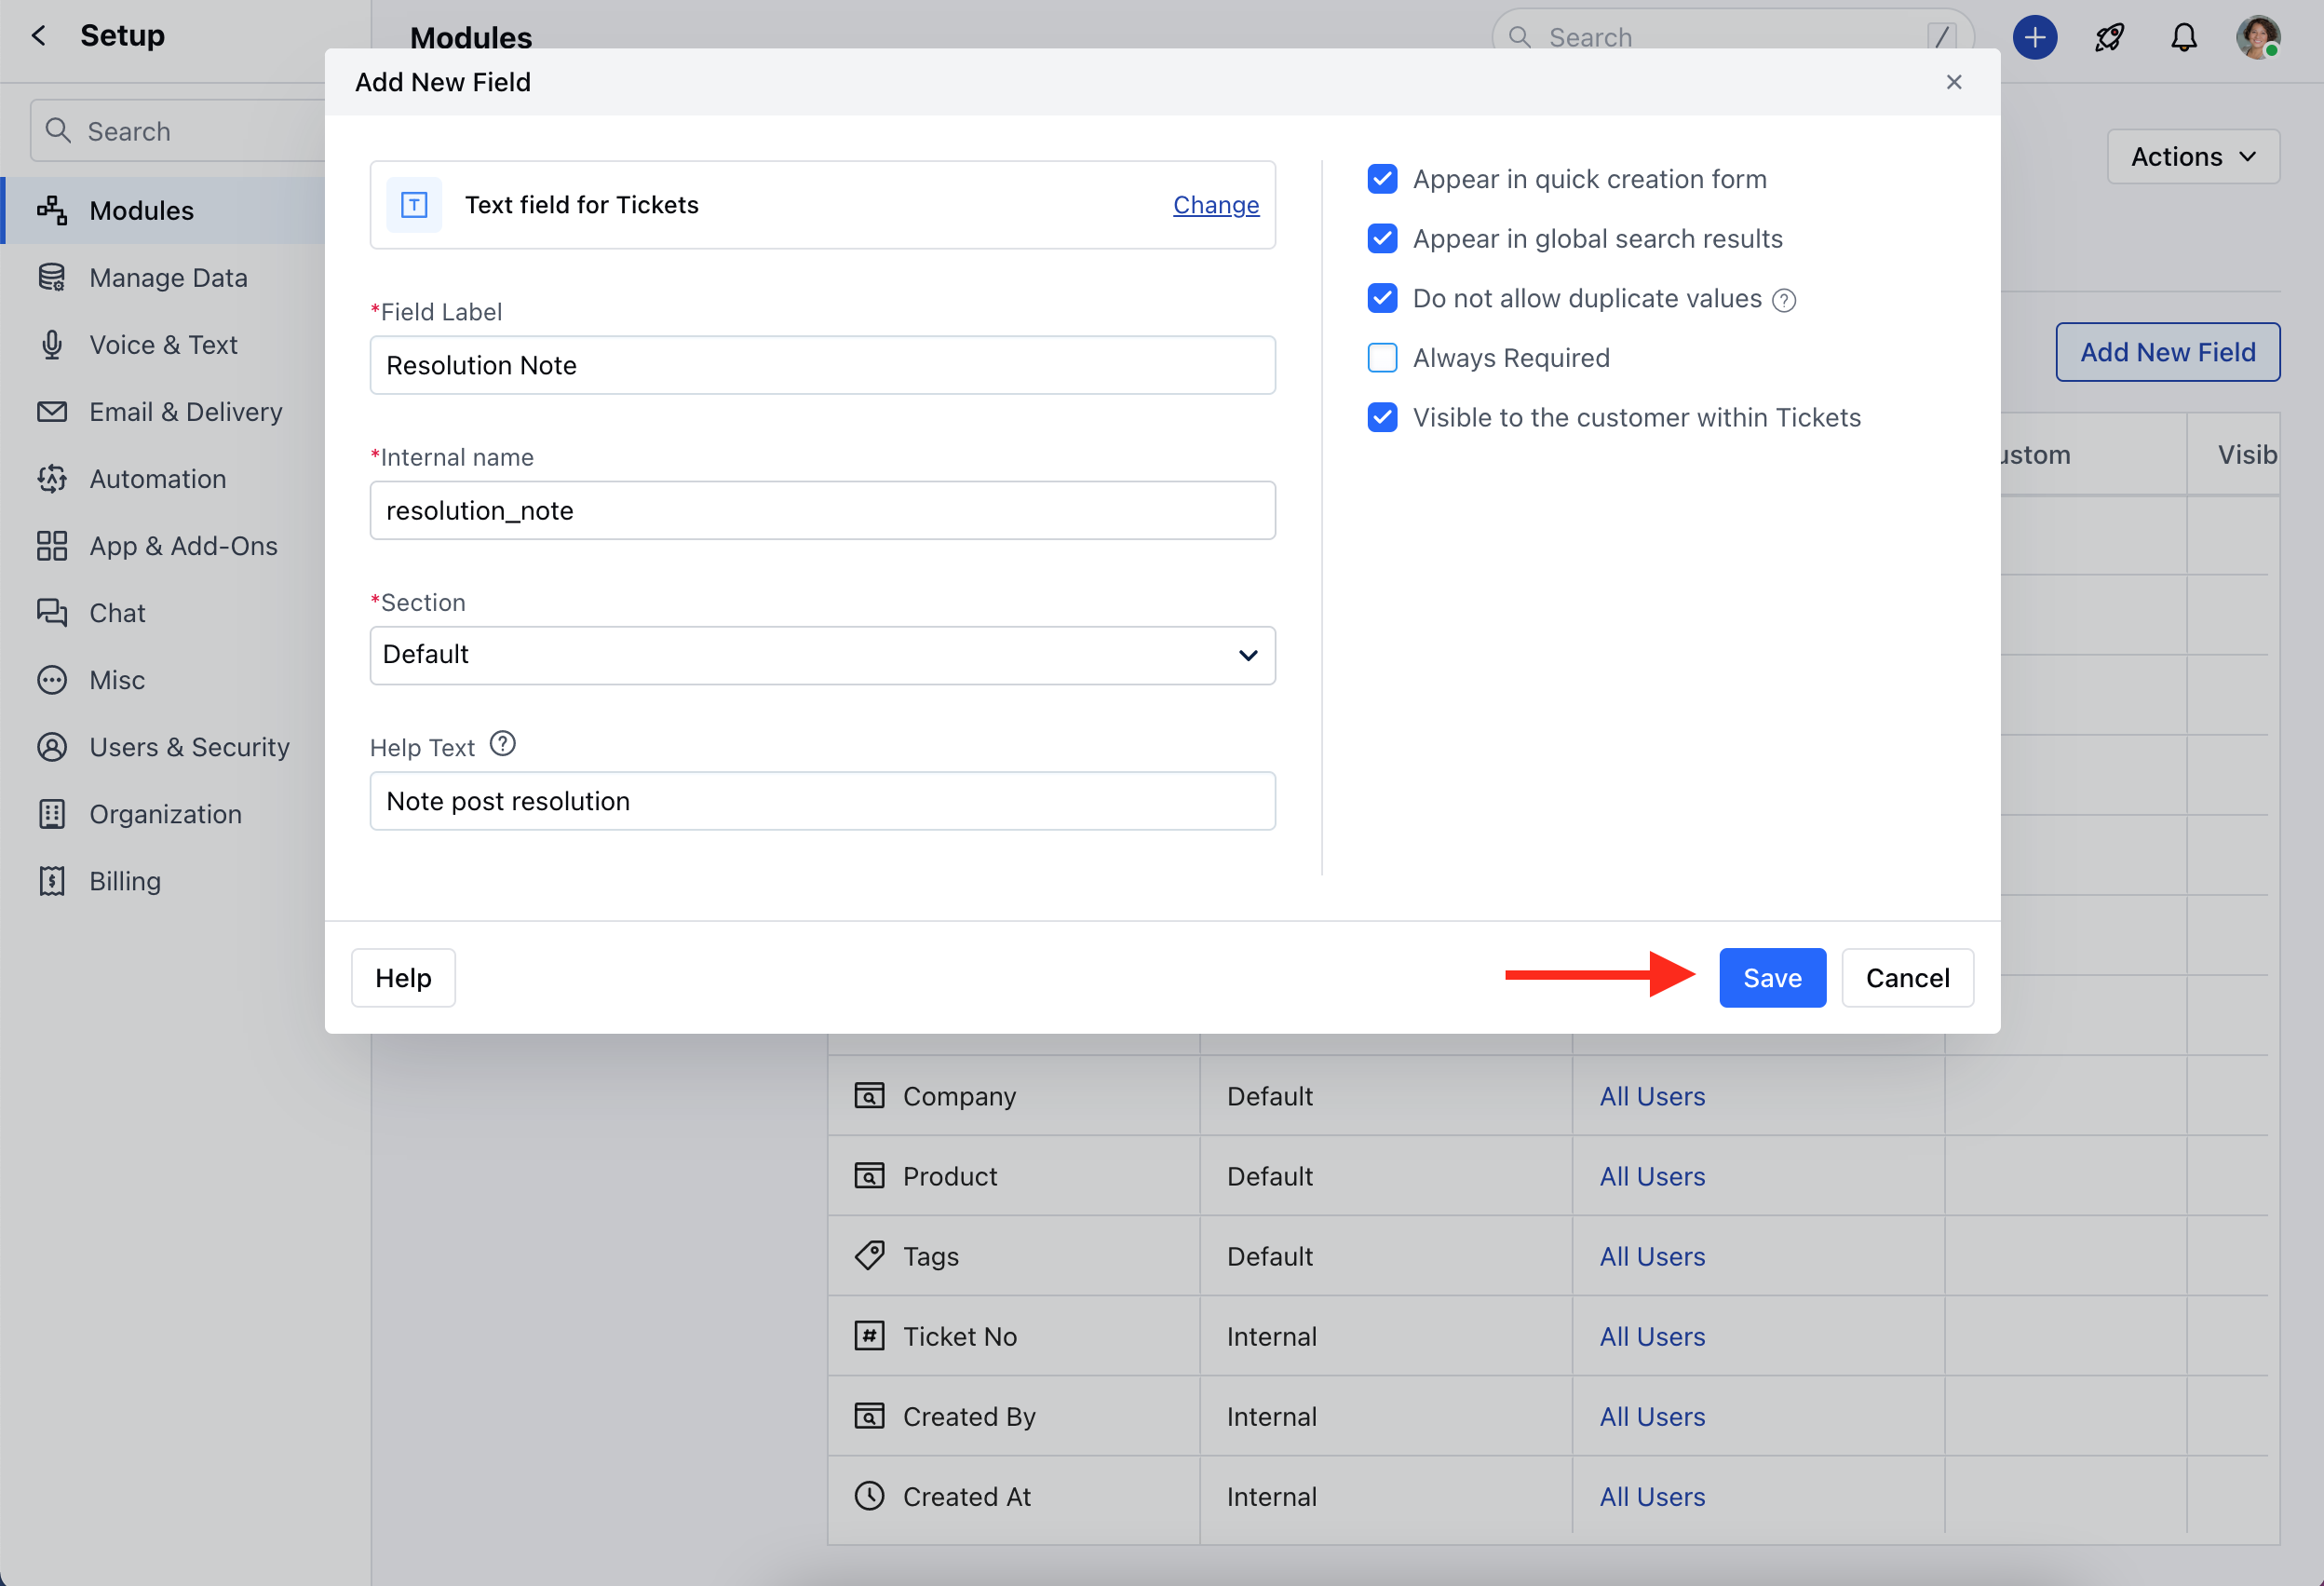 Setup
Modules
Search
/
Search
Modules
Manage Data
Voice & Text
Email & Delivery
Automation
App & Add-Ons
Chat
Misc
Users & Security
Organization
Billing
Actions
Add New Field
ustom
Visib
Add New Field
Text field for Tickets
Change
*Field Label
Resolution Note
*Internal name
resolution_note
*Section
Default
Help Text
Note post resolution
Appear in quick creation form
Appear in global search results
Do not allow duplicate values
Always Required
Visible to the customer within Tickets
Help
Save
Cancel
Company Default All Users
Product Default All Users
Tags Default All Users
Ticket No Internal All Users
Created By Internal All Users
Created At Internal All Users